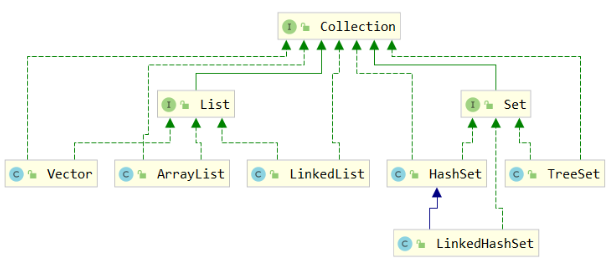 I Collection
I List
I Set
C Vector
C ArrayList
C LinkedList
C HashSet
C TreeSet
C LinkedHashSet